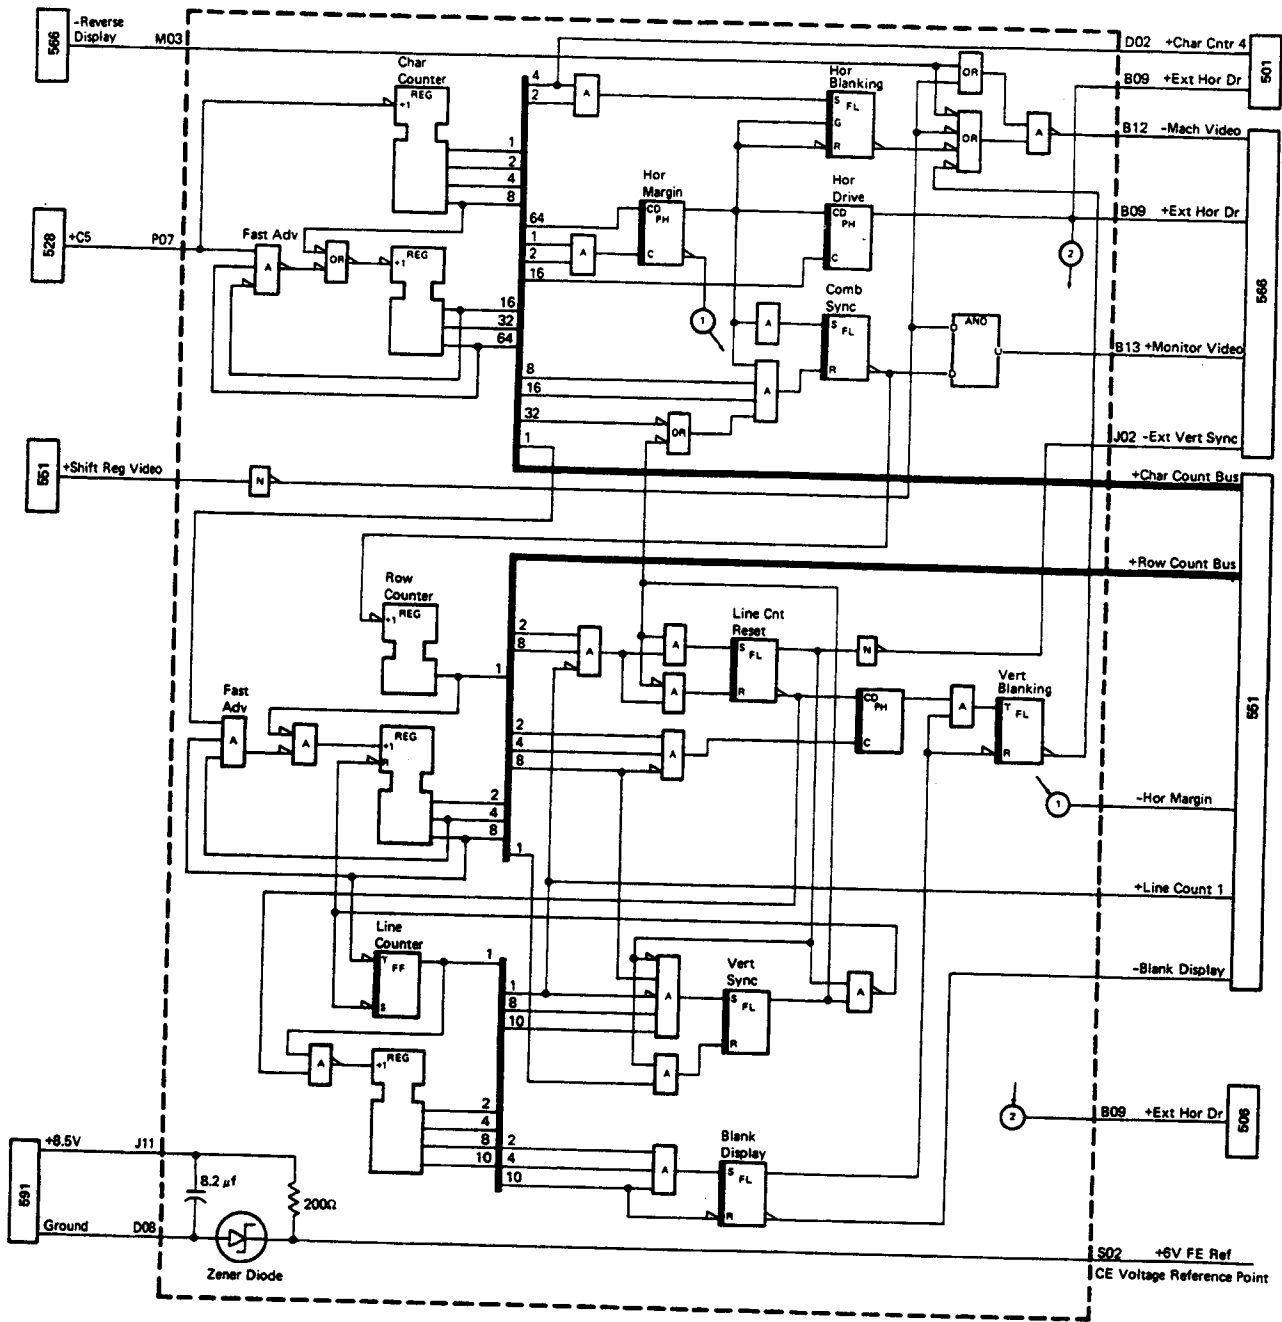 -Reverse
Display
566
M03
Char
Counter
REG
+1
1
2
4
8
4
2
A
Hor
Blanking
S FL
G
R
OR
OR
A
D02 +Char Cntr 4
B09 +Ext Hor Dr
501
B12 -Mach Video
528
+C5
P07
Fast Adv
A
OR
REG
+1
16
32
64
64
1
2
16
A
Hor
Margin
CD
PH
C
1
Hor
Drive
CD
PH
C
2
B09 +Ext Hor Dr
566
A
Comb
Sync
S FL
R
AND
B13 +Monitor Video
8
16
32
1
A
OR
J02 -Ext Vert Sync
551
+Shift Reg Video
N
+Char Count Bus
+Row Count Bus
551
Row
Counter
REG
+1
1
2
8
A
A
A
Line Cnt
Reset
S FL
R
N
CD
PH
C
A
Vert
Blanking
T FL
R
Fast
Adv
A
A
REG
+1
R
2
4
8
2
4
8
1
A
1
-Hor Margin
+Line Count 1
Line
Counter
T FF
S
1
1
8
10
A
A
Vert
Sync
S FL
R
A
-Blank Display
A
REG
+1
2
4
8
10
2
4
10
A
Blank
Display
S FL
R
2
B09 +Ext Hor Dr
506
591
+8.5V
J11
8.2 μf
200Ω
Ground
D08
Zener Diode
S02 +6V FE Ref
CE Voltage Reference Point